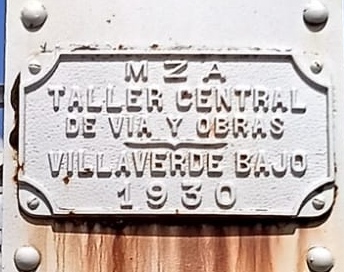 MZA
TALLER CENTRAL
DE VIA Y OBRAS
VILLAVERDE BAJO
1930